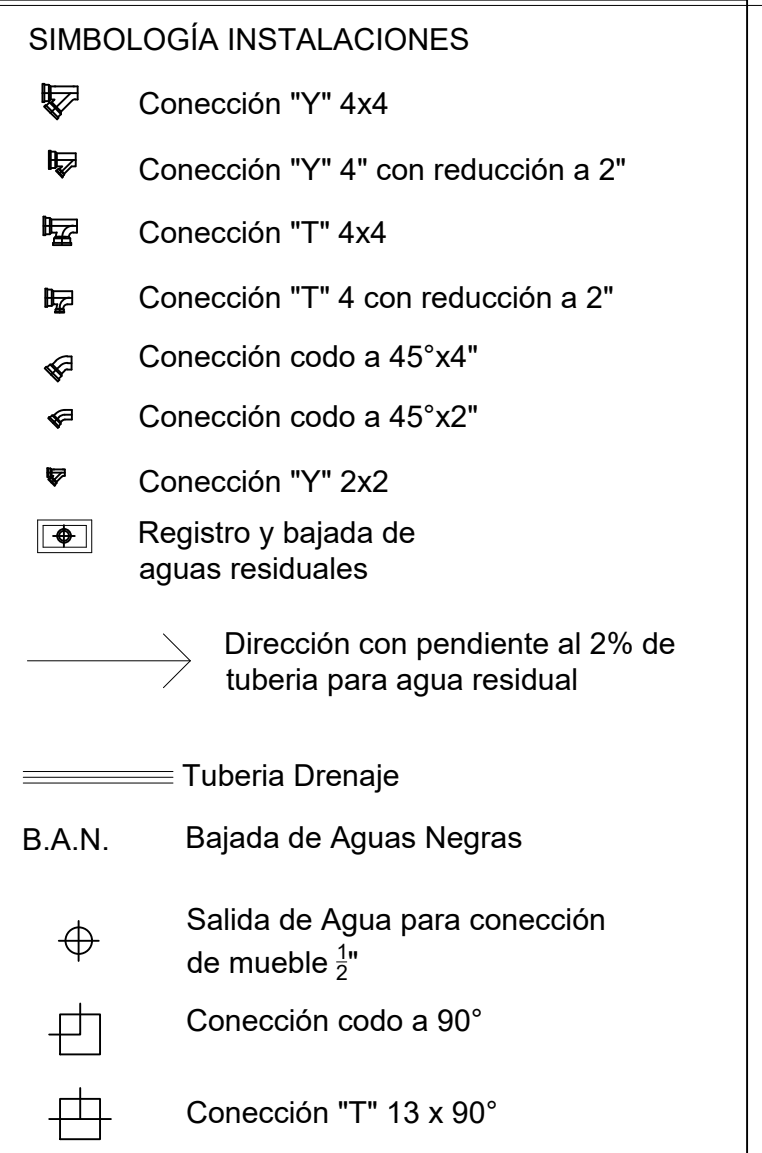 SIMBOLOGÍA INSTALACIONES
Conección "Y" 4x4
Conección "Y" 4" con reducción a 2"
Conección "T" 4x4
Conección "T" 4 con reducción a 2"
Conección codo a 45°x4"
Conección codo a 45°x2"
Conección "Y" 2x2
Registro y bajada de
aguas residuales
Dirección con pendiente al 2% de
tuberia para agua residual
Tuberia Drenaje
B.A.N. Bajada de Aguas Negras
Salida de Agua para conección
de mueble ½"
Conección codo a 90°
Conección "T" 13 x 90°